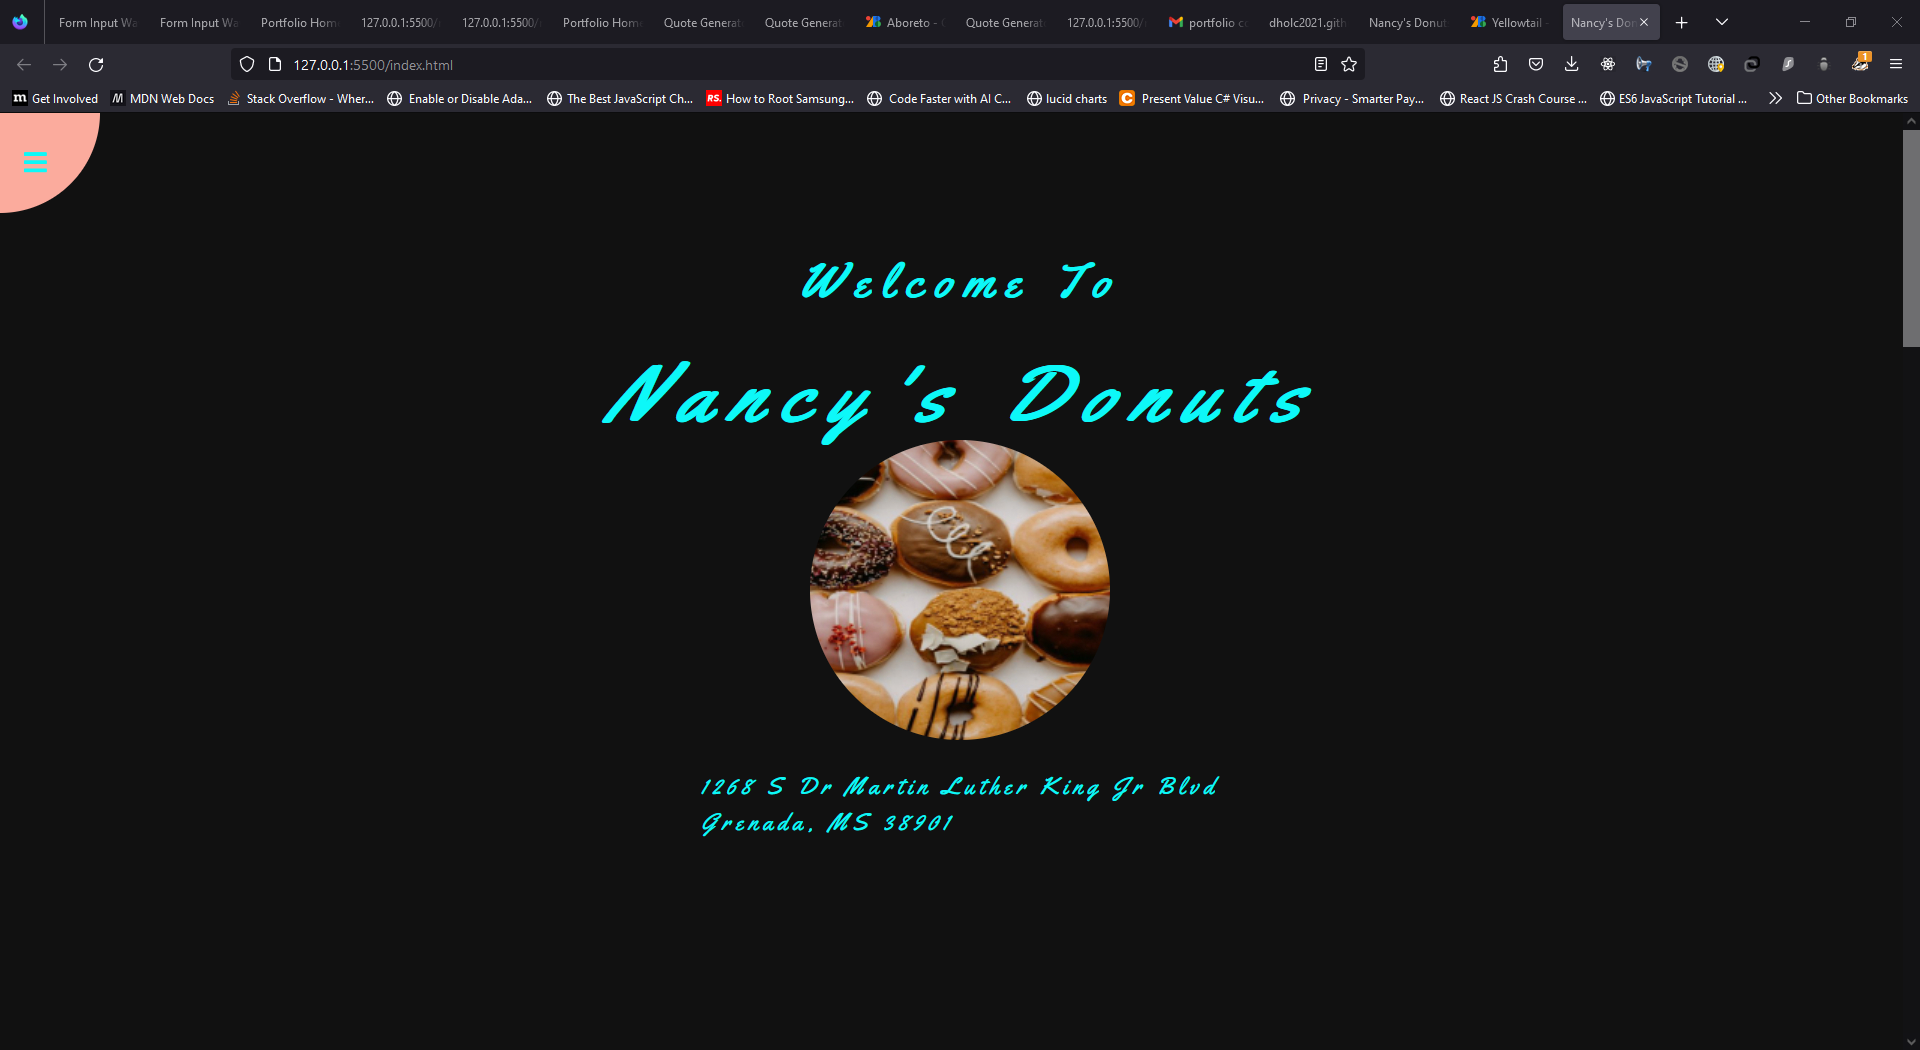 Form Input Wa
Form Input Wa
Portfolio Hom
127.0.0.1:5500/
127.0.0.1:5500/
Portfolio Hom
Quote Generat
Quote Generat
Aboreto -
Quote Generat
127.0.0.1:5500/
portfolio c
dholc2021.gith
Nancy's Donut
Yellowtail -
Nancy's Don
127.0.0.1:5500/index.html
1
m Get Involved
M MDN Web Docs
Stack Overflow - Wher...
Enable or Disable Ada...
The Best JavaScript Ch...
RS. How to Root Samsung...
Code Faster with AI C...
lucid charts
C Present Value C# Visu...
Privacy - Smarter Pay...
React JS Crash Course ...
ES6 JavaScript Tutorial ...
Other Bookmarks
Welcome To
Nancy's Donuts
1268 S Dr Martin Luther King Jr Blvd
Grenada, MS 38901